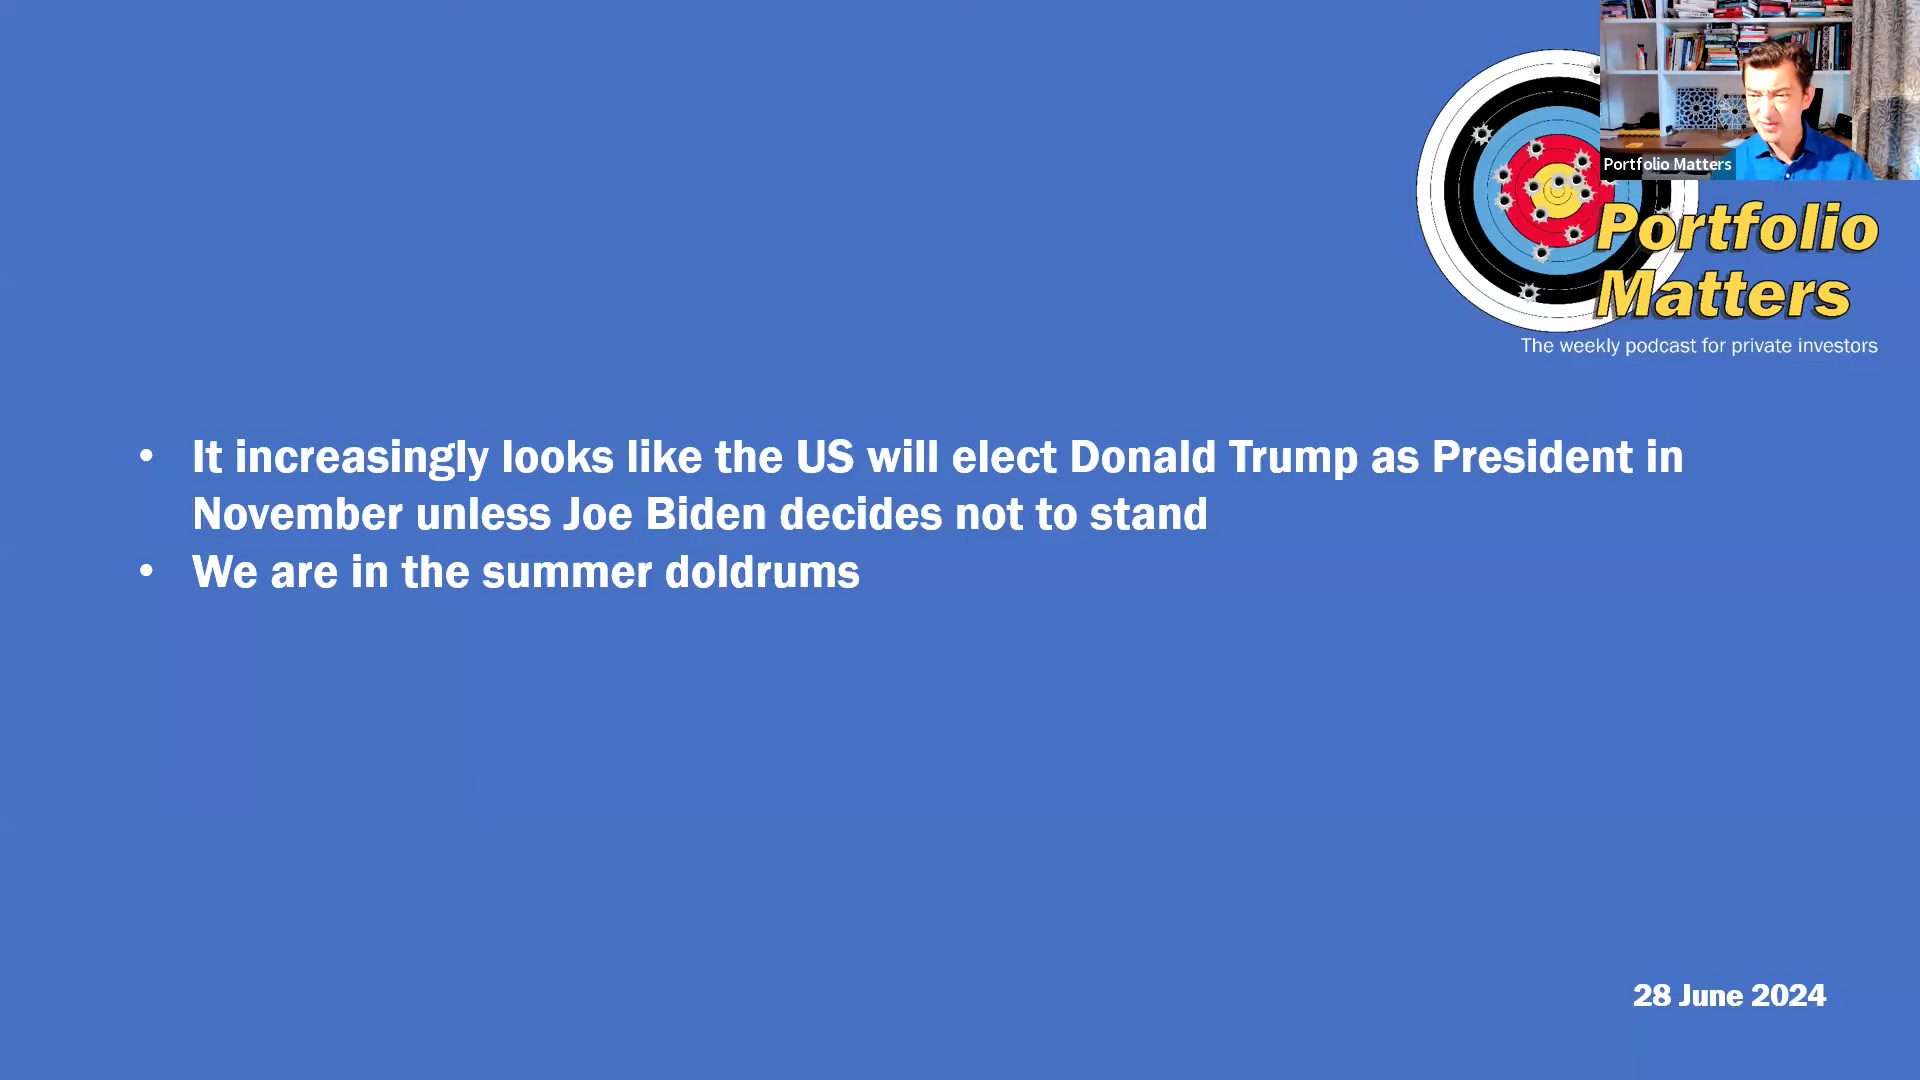 Portfolio Matters
Portfolio
Matters
The weekly podcast for private investors
• It increasingly looks like the US will elect Donald Trump as President in
November unless Joe Biden decides not to stand
• We are in the summer doldrums
28 June 2024